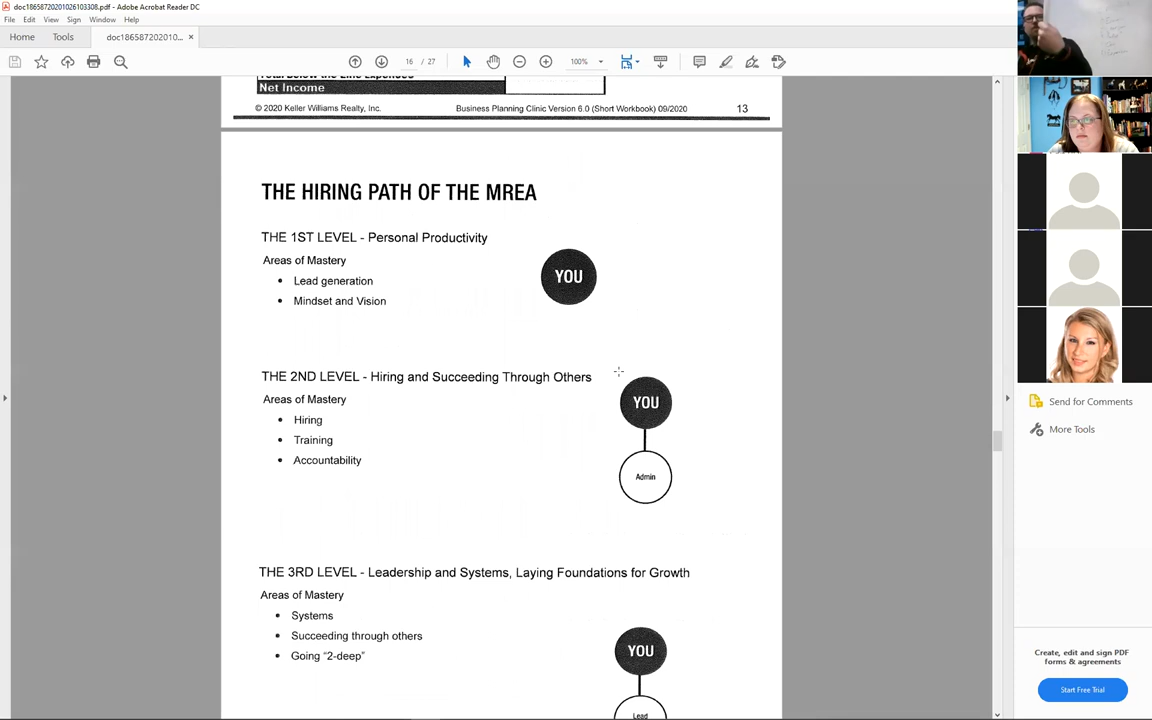 doc18658720201026103308.pdf - Adobe Acrobat Reader DC
File Edit View Sign Window Help
Home Tools doc186587202010... ×
16 / 27 100%
Total Below the Line Expenses
Net Income
© 2020 Keller Williams Realty, Inc. Business Planning Clinic Version 6.0 (Short Workbook) 09/2020 13
THE HIRING PATH OF THE MREA
THE 1ST LEVEL - Personal Productivity
Areas of Mastery
• Lead generation
• Mindset and Vision
YOU
THE 2ND LEVEL - Hiring and Succeeding Through Others
Areas of Mastery
• Hiring
• Training
• Accountability
YOU
Admin
THE 3RD LEVEL - Leadership and Systems, Laying Foundations for Growth
Areas of Mastery
• Systems
• Succeeding through others
• Going "2-deep"
YOU
Lead
Send for Comments
More Tools
Create, edit and sign PDF
forms & agreements
Start Free Trial